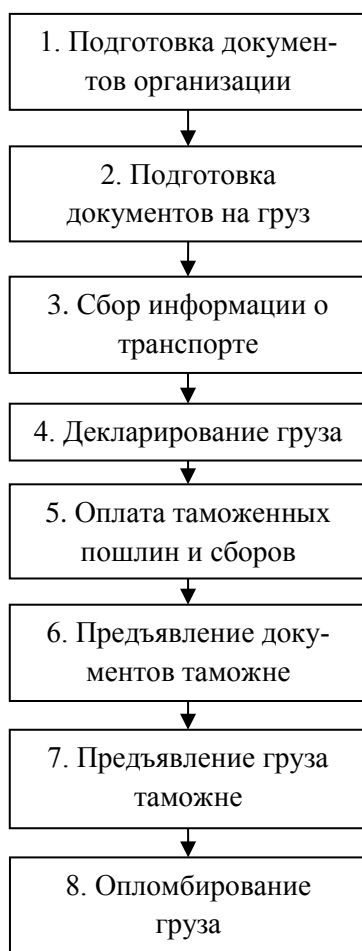 1. Подготовка докумен-
тов организации
2. Подготовка
документов на груз
3. Сбор информации о
транспорте
4. Декларирование груза
5. Оплата таможенных
пошлин и сборов
6. Предъявление доку-
ментов таможне
7. Предъявление груза
таможне
8. Опломбирование
груза